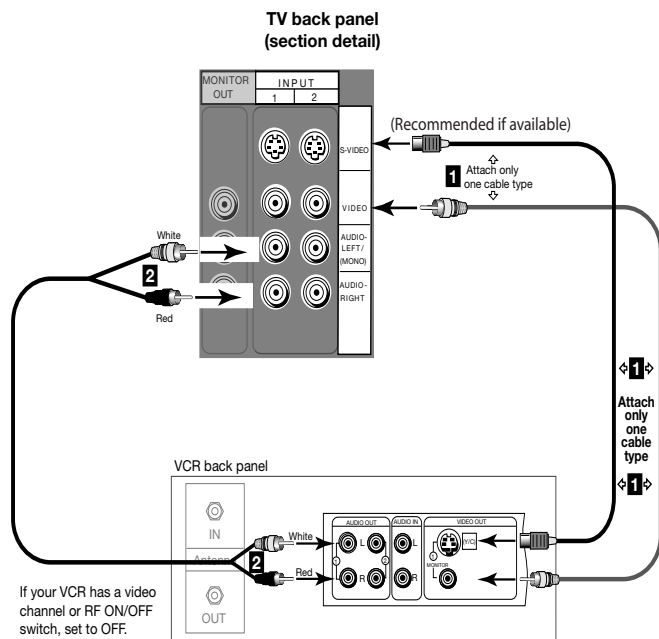 TV back panel
(section detail)
MONITOR
OUT
INPUT
1 2
(Recommended if available)
S-VIDEO
1 Attach only
one cable type
VIDEO
White
AUDIO-
LEFT/
(MONO)
2
AUDIO-
RIGHT
Red
1
Attach
only
one
cable
type
1
VCR back panel
IN
Antenna
OUT
2
White
Red
AUDIO OUT
L
R
AUDIO IN
L
R
VIDEO OUT
(Y/C)
MONITOR
If your VCR has a video
channel or RF ON/OFF
switch, set to OFF.